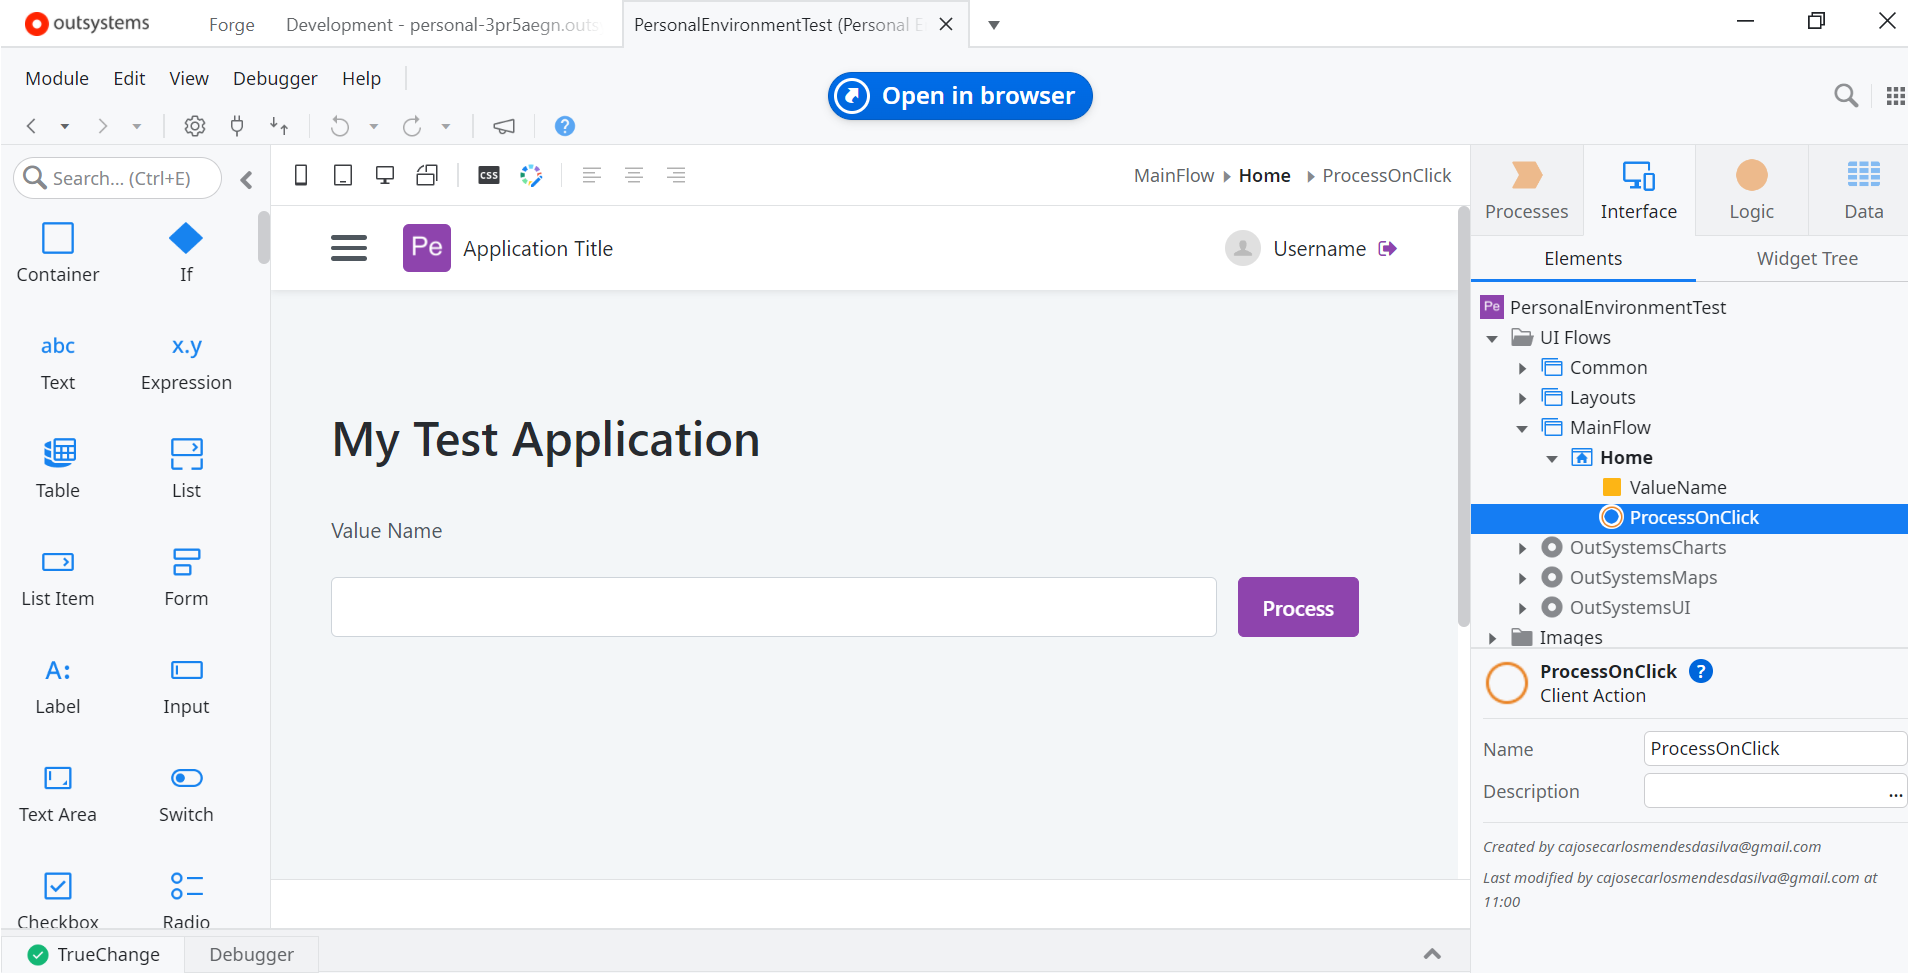 outsystems
Forge
Development - personal-3pr5aegn.outs
PersonalEnvironmentTest (Personal E
Module Edit View Debugger Help
Open in browser
?
Search... (Ctrl+E)
css
MainFlow Home ProcessOnClick
Processes Interface Logic Data
Container If
abc x.y
Text Expression
Table List
List Item Form
A:
Label Input
Text Area Switch
Checkbox Radio
Pe Application Title
Username
My Test Application
Value Name
Process
Elements Widget Tree
Pe PersonalEnvironmentTest
UI Flows
Common
Layouts
MainFlow
Home
ValueName
ProcessOnClick
OutSystemsCharts
OutSystemsMaps
OutSystemsUI
Images
ProcessOnClick ?
Client Action
Name ProcessOnClick
Description ...
Created by cajosecarlosmendesdasilva@gmail.com
Last modified by cajosecarlosmendesdasilva@gmail.com at
11:00
TrueChange Debugger